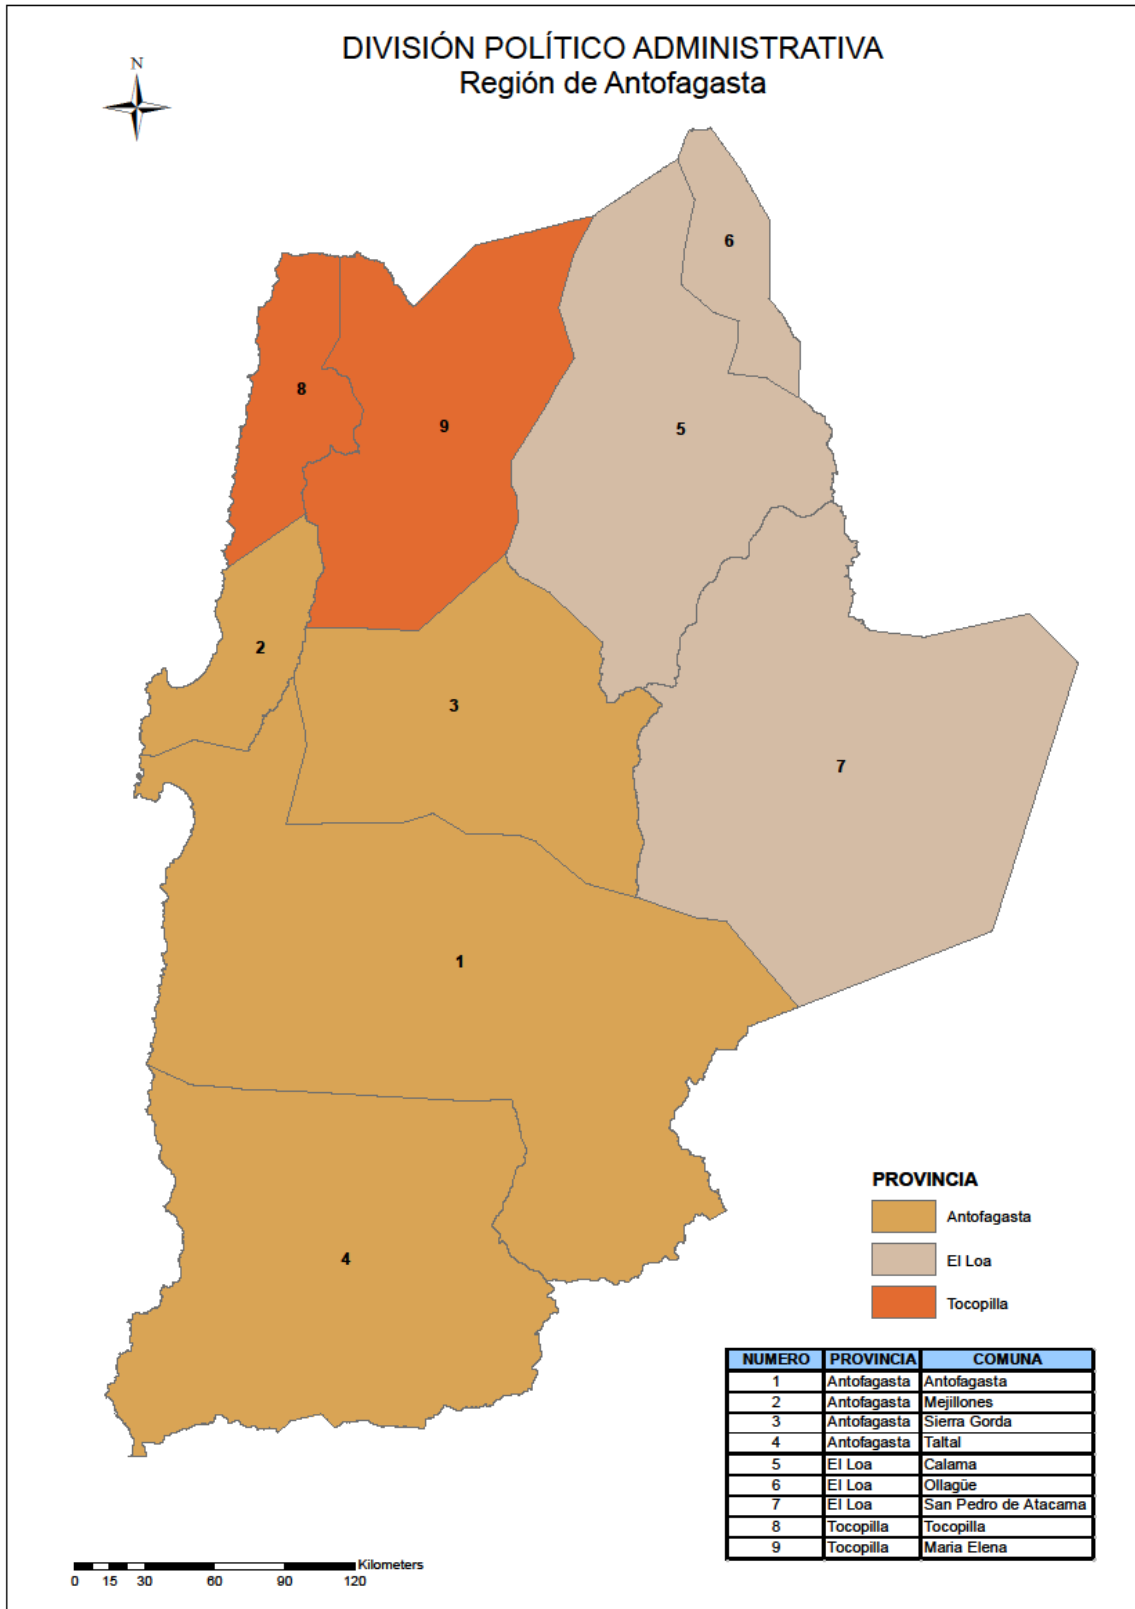 DIVISIÓN POLÍTICO ADMINISTRATIVA
Región de Antofagasta
N
6
8
9
5
2
3
7
1
4
PROVINCIA
Antofagasta
El Loa
Tocopilla
NUMERO PROVINCIA COMUNA
1 Antofagasta Antofagasta
2 Antofagasta Mejillones
3 Antofagasta Sierra Gorda
4 Antofagasta Taltal
5 El Loa Calama
6 El Loa Ollagüe
7 El Loa San Pedro de Atacama
8 Tocopilla Tocopilla
9 Tocopilla Maria Elena
Kilometers
0 15 30 60 90 120